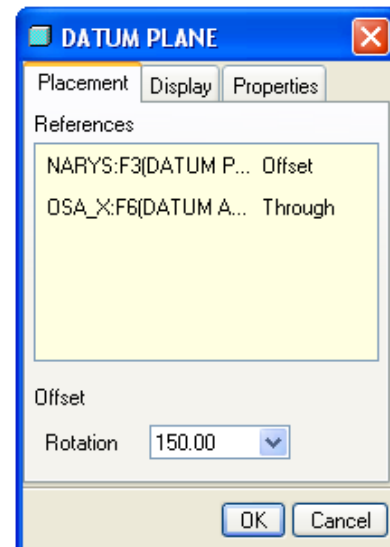 DATUM PLANE
Placement Display Properties
References
NARYS:F3(DATUM P... Offset
OSA_X:F6(DATUM A... Through
Offset
Rotation 150.00
OK Cancel